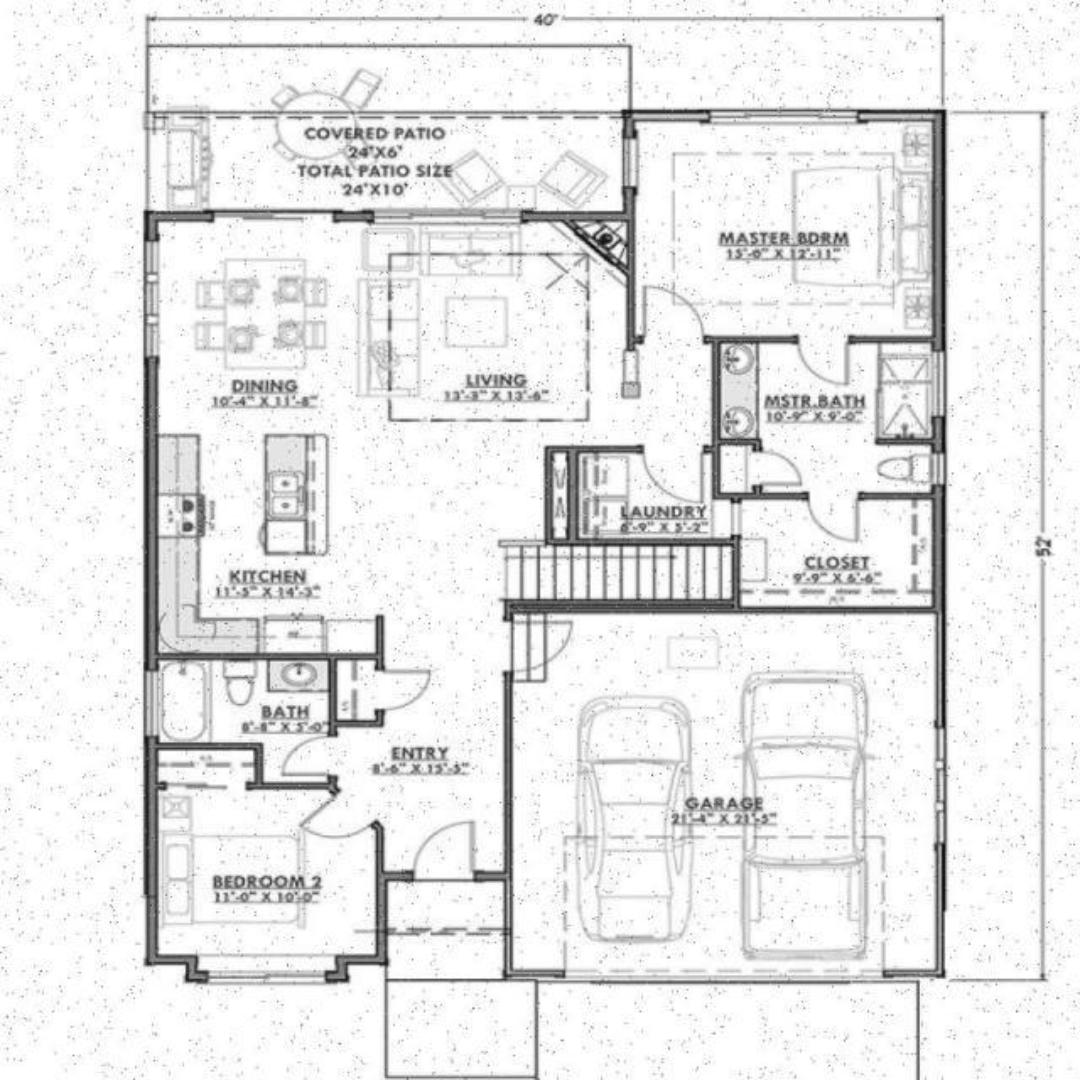 40'
COVERED PATIO
24'X6'
TOTAL PATIO SIZE
24'X10'
MASTER BDRM
15'-0" X 12'-11"
DINING
10'-4" X 11'-8"
LIVING
13'-3" X 13'-6"
MSTR.BATH
10'-9" X 9'-0"
LAUNDRY
6'-9" X 5'-2"
52'
KITCHEN
11'-5" X 14'-3"
CLOSET
9'-9" X 6'-6"
BATH
8'-8" X 5'-0"
ENTRY
8'-6" X 15'-5"
GARAGE
21'-4" X 21'-5"
BEDROOM 2
11'-0" X 10'-0"